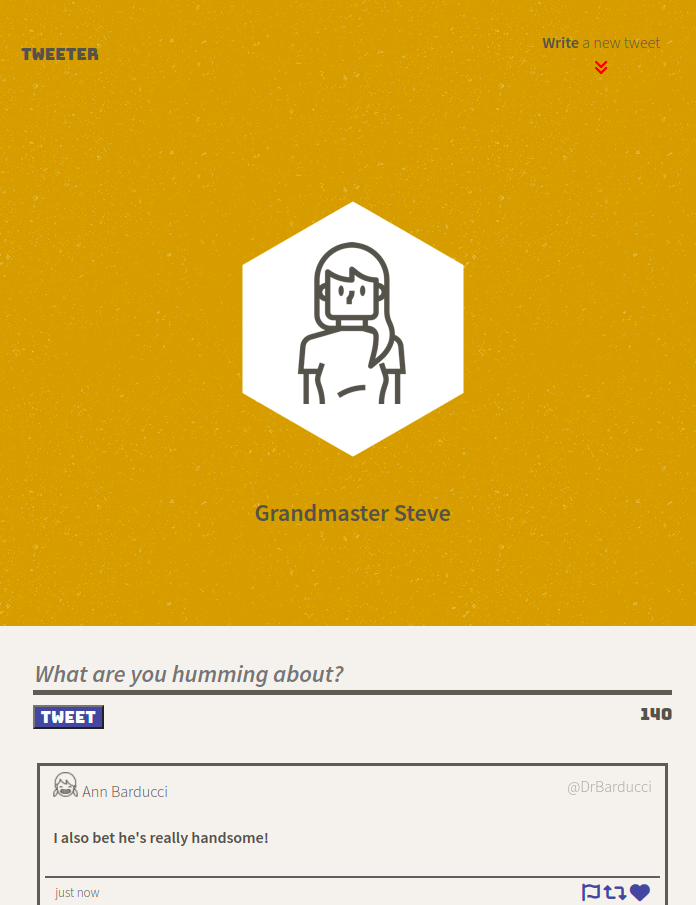 TWEETER
Write a new tweet
Grandmaster Steve
What are you humming about?
TWEET
140
Ann Barducci
@DrBarducci
I also bet he's really handsome!
just now